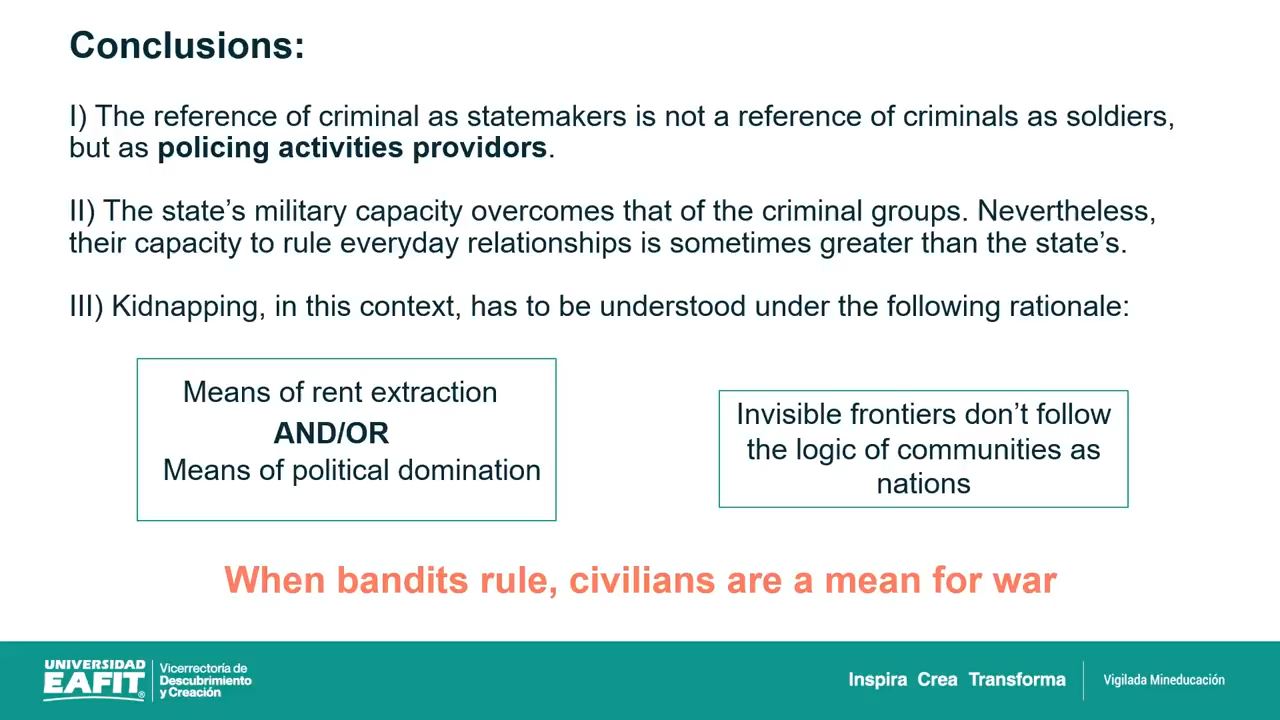 Conclusions:
I) The reference of criminal as statemakers is not a reference of criminals as soldiers,
but as policing activities providors.
II) The state’s military capacity overcomes that of the criminal groups. Nevertheless,
their capacity to rule everyday relationships is sometimes greater than the state’s.
III) Kidnapping, in this context, has to be understood under the following rationale:
Means of rent extraction
AND/OR
Means of political domination
Invisible frontiers don’t follow
the logic of communities as
nations
When bandits rule, civilians are a mean for war
UNIVERSIDAD
EAFIT®
Vicerrectoría de
Descubrimiento
y Creación
Inspira Crea Transforma
Vigilada Mineducación